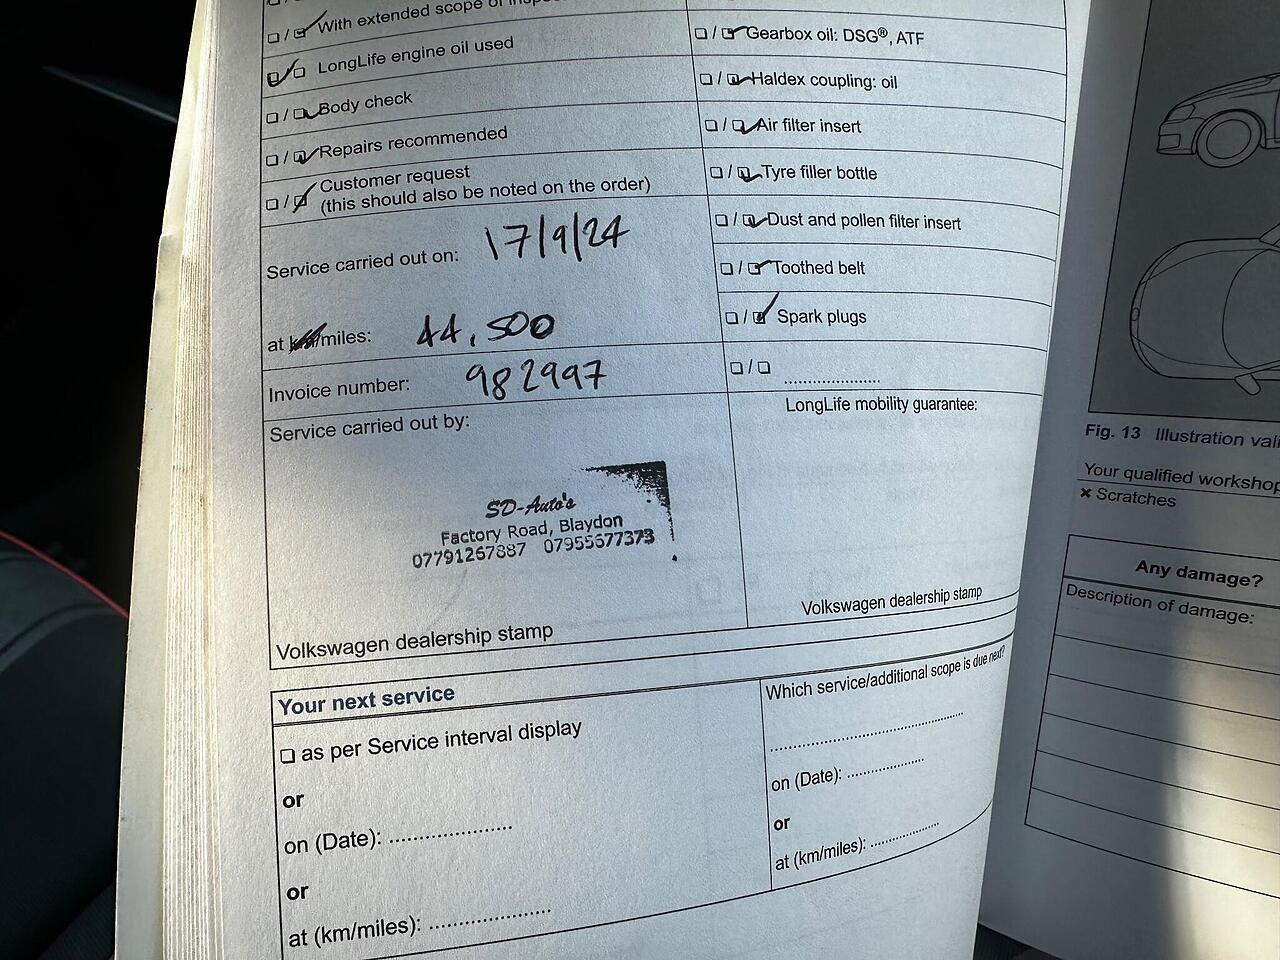 ☐ / ☑ With extended scope of
☑ / ☐ LongLife engine oil used
☐ / ☑ Body check
☐ / ☑ Repairs recommended
☐ / ☑ Customer request
(this should also be noted on the order)
Service carried out on: 17/9/24
at km/miles: 44,500
Invoice number: 982997
Service carried out by:
SD-Auto's
Factory Road, Blaydon
07791267887 07955677373
Volkswagen dealership stamp
☐ / ☑ Gearbox oil: DSG®, ATF
☐ / ☑ Haldex coupling: oil
☐ / ☑ Air filter insert
☐ / ☑ Tyre filler bottle
☐ / ☑ Dust and pollen filter insert
☐ / ☑ Toothed belt
☐ / ☑ Spark plugs
☐ / ☐ ......................
LongLife mobility guarantee:
Volkswagen dealership stamp
Your next service
☐ as per Service interval display
or
on (Date): ......................
or
at (km/miles): ......................
Which service/additional scope is due next?
....................................
on (Date): ..............
or
at (km/miles): ..............
Fig. 13 Illustration
Your qualified workshop
× Scratches
Any damage?
Description of damage: